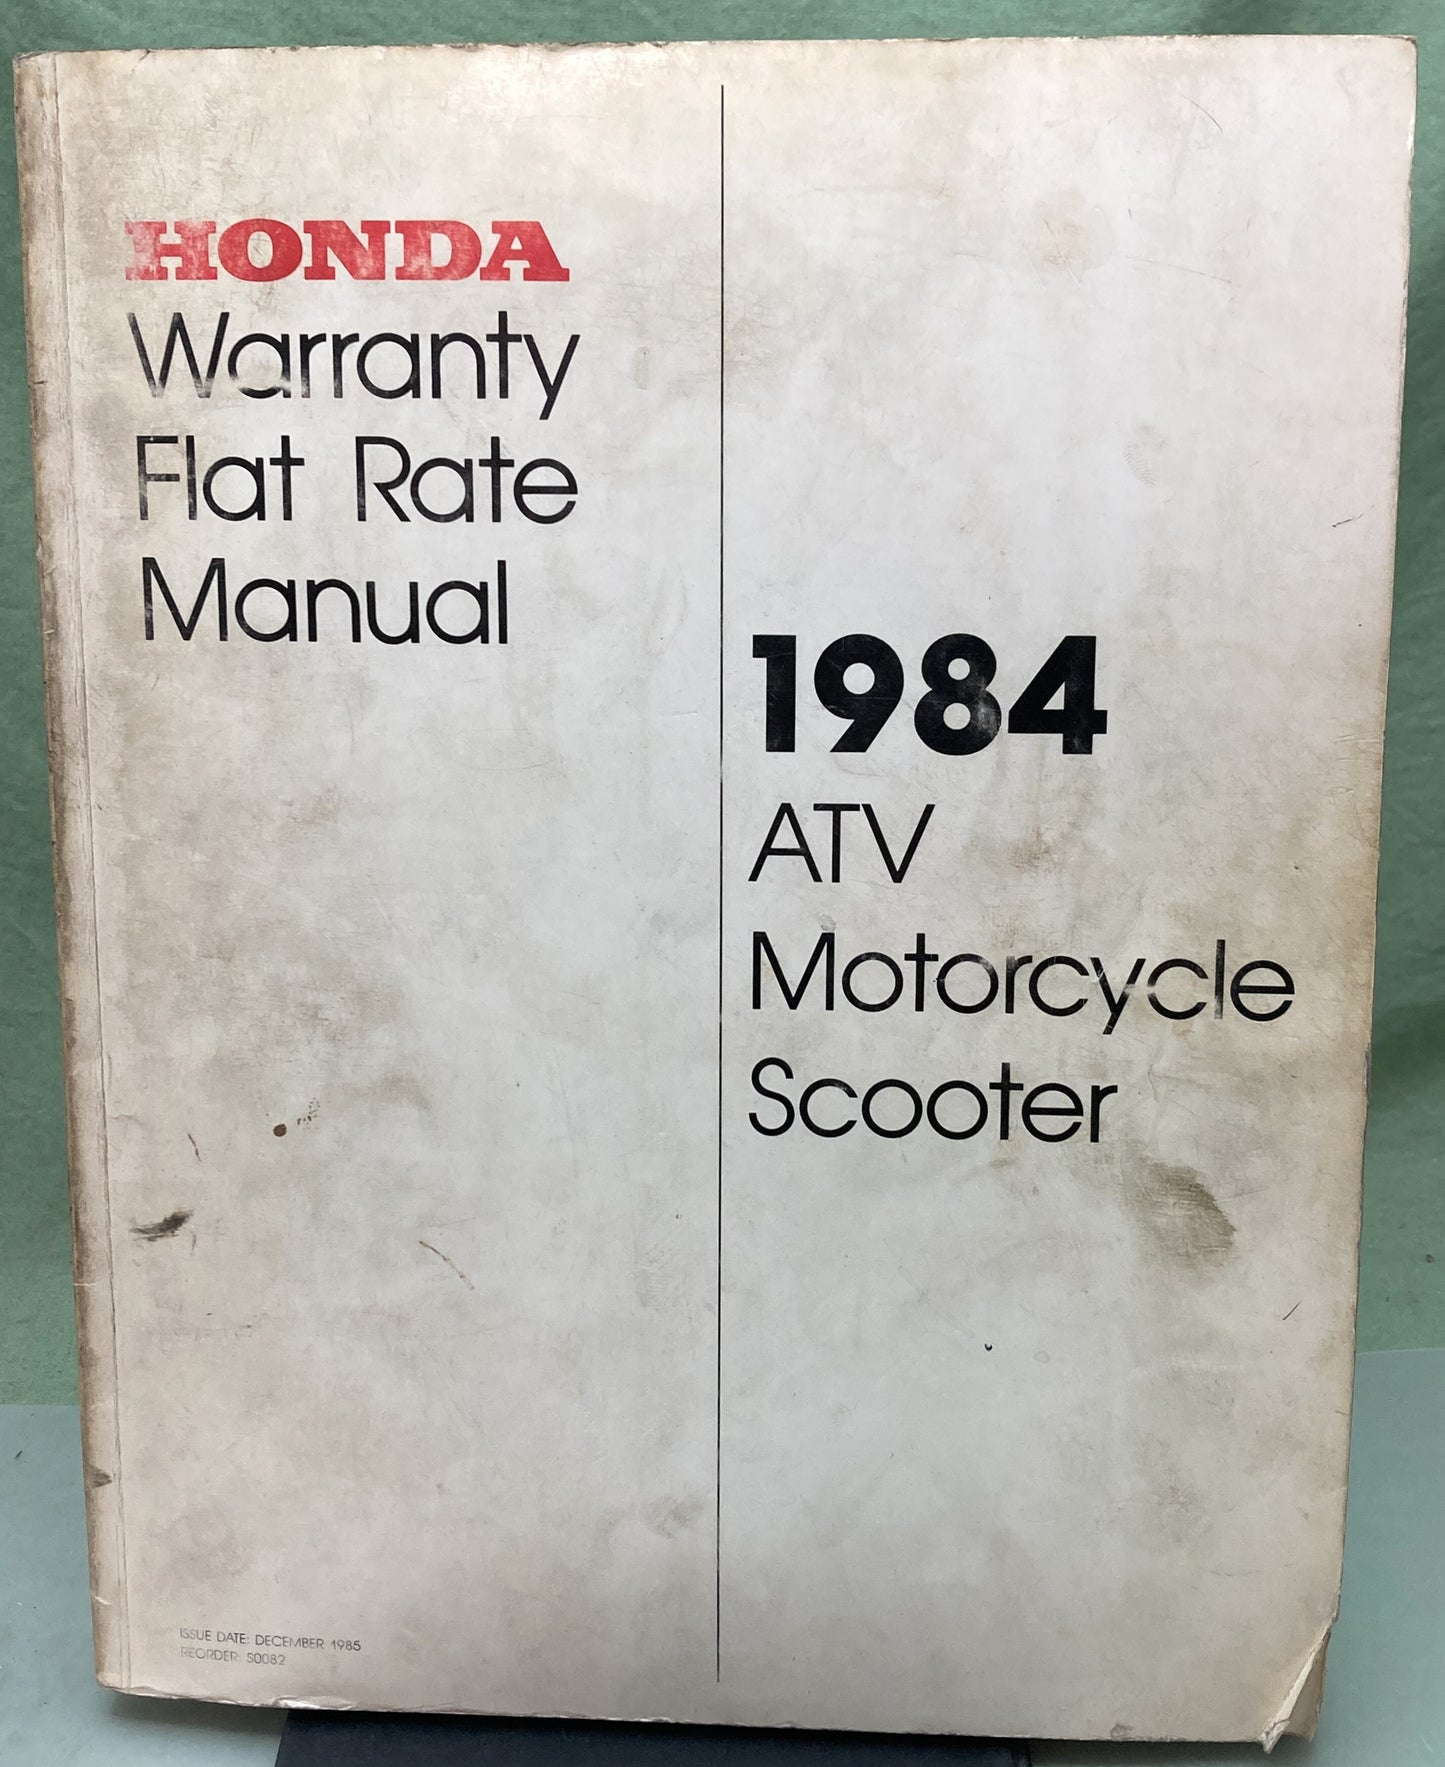 HONDA
Warranty
Flat Rate
Manual
1984
ATV
Motorcycle
Scooter
ISSUE DATE: DECEMBER 1985
REORDER: S0082